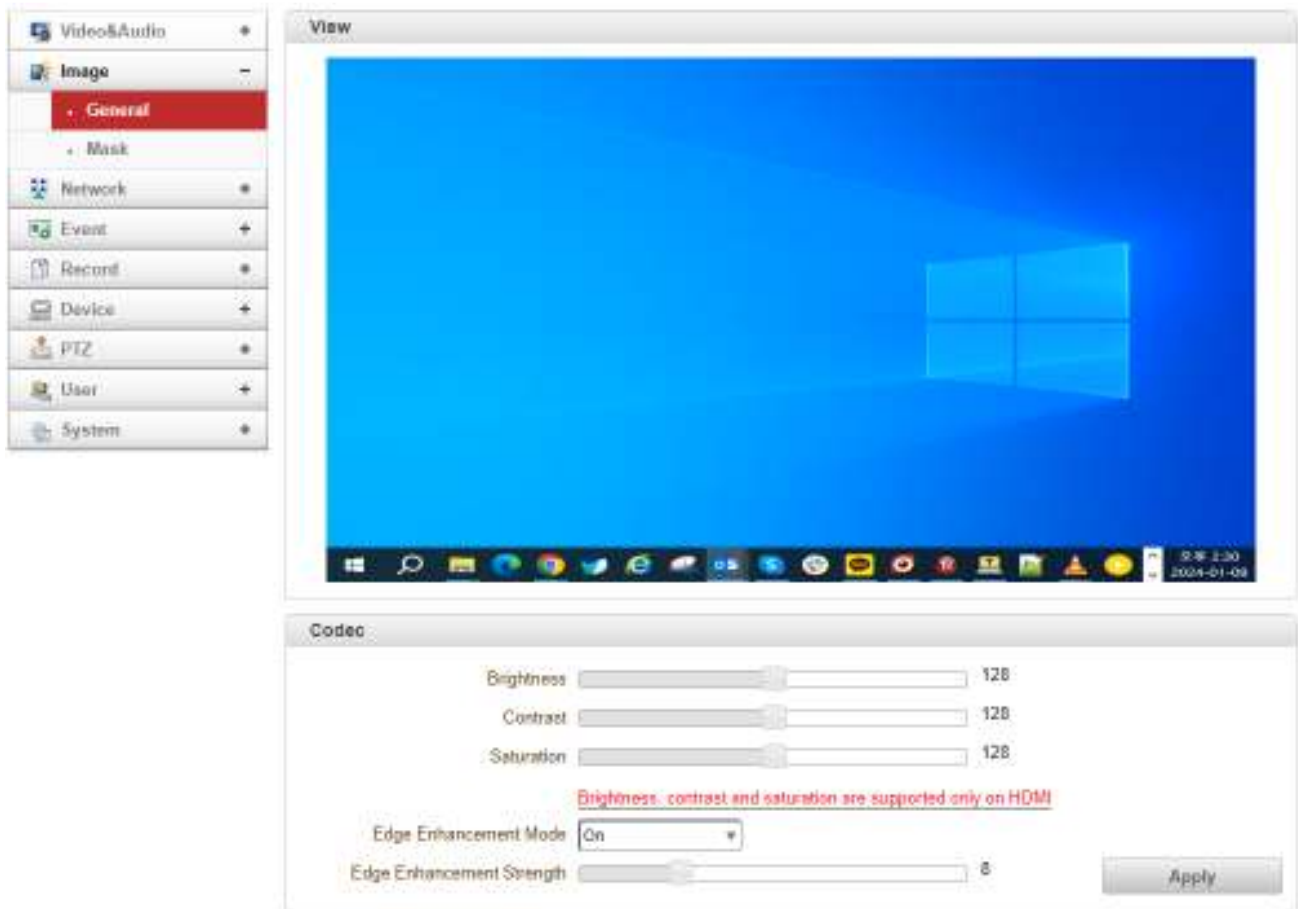 Video&Audio
Image
General
Mask
Network
Event
Record
Device
PTZ
User
System
View
2:30
2024-01-09
Codec
Brightness 128
Contrast 128
Saturation 128
Brightness, contrast and saturation are supported only on HDMI
Edge Enhancement Mode On
Edge Enhancement Strength 8
Apply